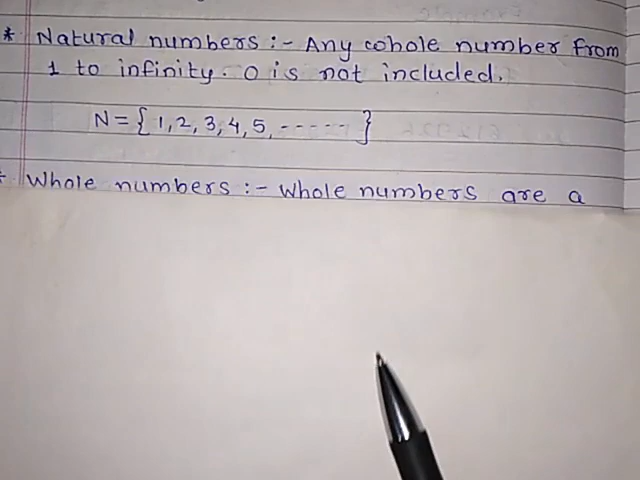 * Natural numbers :- Any whole number from
1 to infinity. 0 is not included.
N = { 1, 2, 3, 4, 5, ----- }
* Whole numbers :- Whole numbers are a